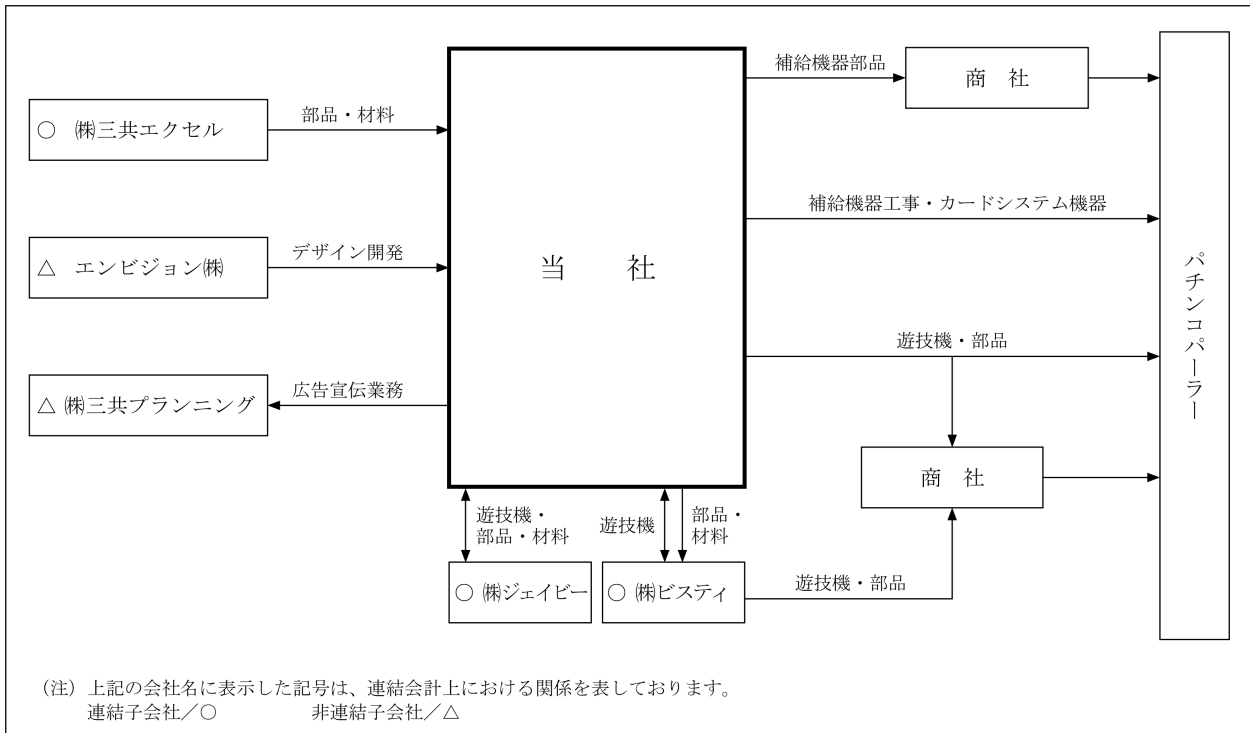 ○ ㈱三共エクセル
部品・材料
△ エンビジョン㈱
デザイン開発
△ ㈱三共プランニング
広告宣伝業務
当 社
補給機器部品
商 社
補給機器工事・カードシステム機器
遊技機・部品
商 社
パチンコパーラー
遊技機・
部品・材料
遊技機
部品・
材料
○ ㈱ジェイビー
○ ㈱ビスティ
遊技機・部品
(注) 上記の会社名に表示した記号は、連結会計上における関係を表しております。
連結子会社/○ 非連結子会社/△